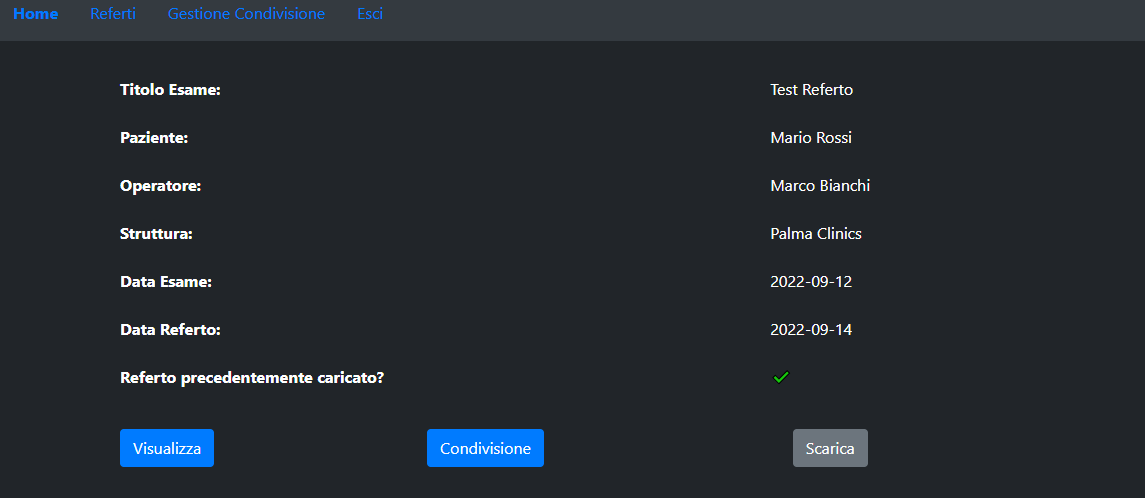 Home Referti Gestione Condivisione Esci
Titolo Esame: Test Referto
Paziente: Mario Rossi
Operatore: Marco Bianchi
Struttura: Palma Clinics
Data Esame: 2022-09-12
Data Referto: 2022-09-14
Referto precedentemente caricato?
Visualizza Condivisione Scarica